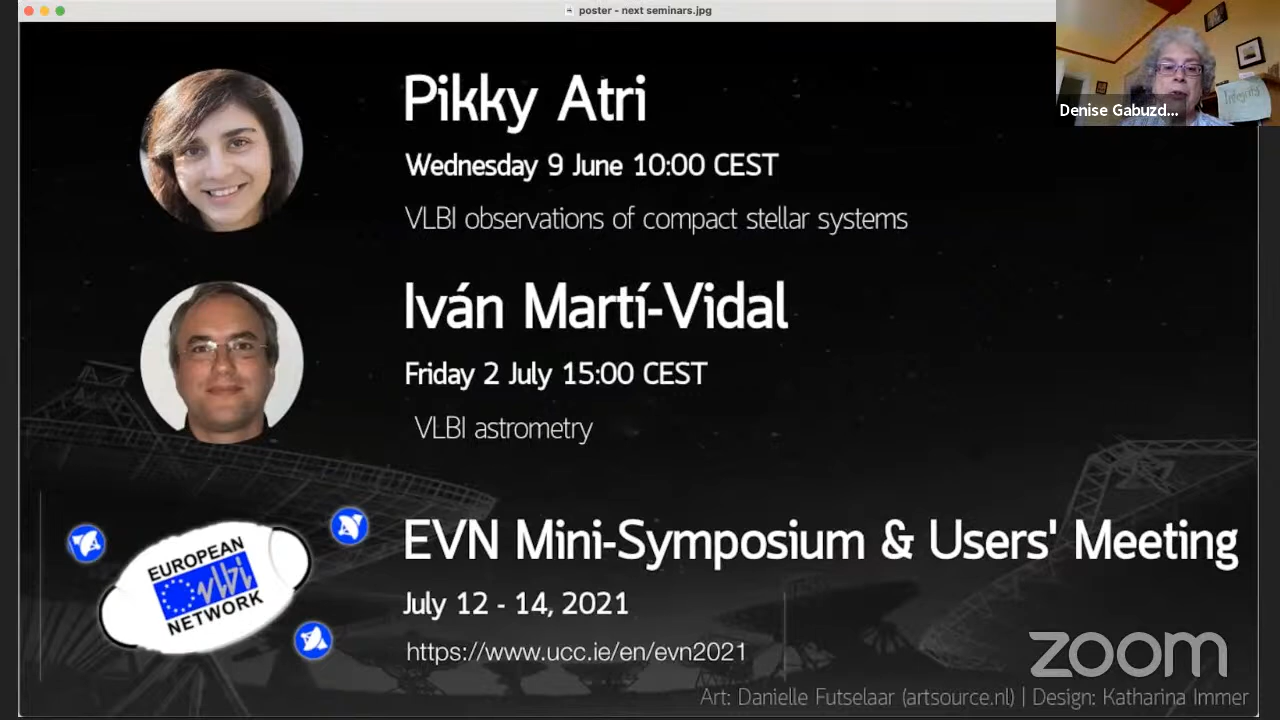 poster - next seminars.jpg
Pikky Atri
Wednesday 9 June 10:00 CEST
VLBI observations of compact stellar systems
Denise Gabuzd...
Integrity
Iván Martí-Vidal
Friday 2 July 15:00 CEST
VLBI astrometry
EUROPEAN
vlbi
NETWORK
EVN Mini-Symposium & Users' Meeting
July 12 - 14, 2021
https://www.ucc.ie/en/evn2021
zoom
Art: Danielle Futselaar (artsource.nl) | Design: Katharina Immer